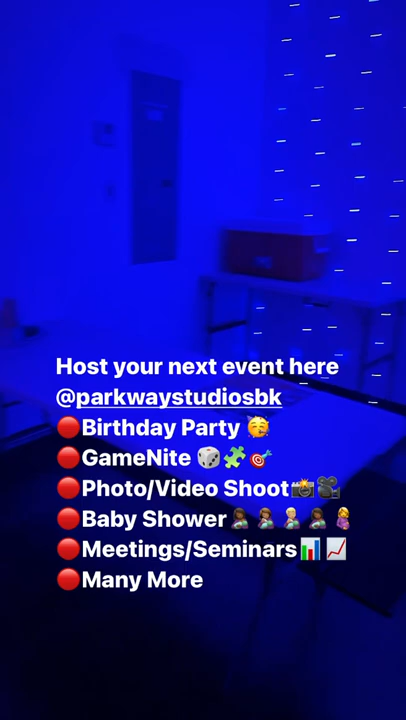 Host your next event here
@parkwaystudiosbk
🔴Birthday Party 🥳
🔴GameNite 🎲🧩🎯
🔴Photo/Video Shoot📸🎥
🔴Baby Shower🤱🏿🤱🏾🤱🏼🤱🏿🤰🏼
🔴Meetings/Seminars📊📈
🔴Many More